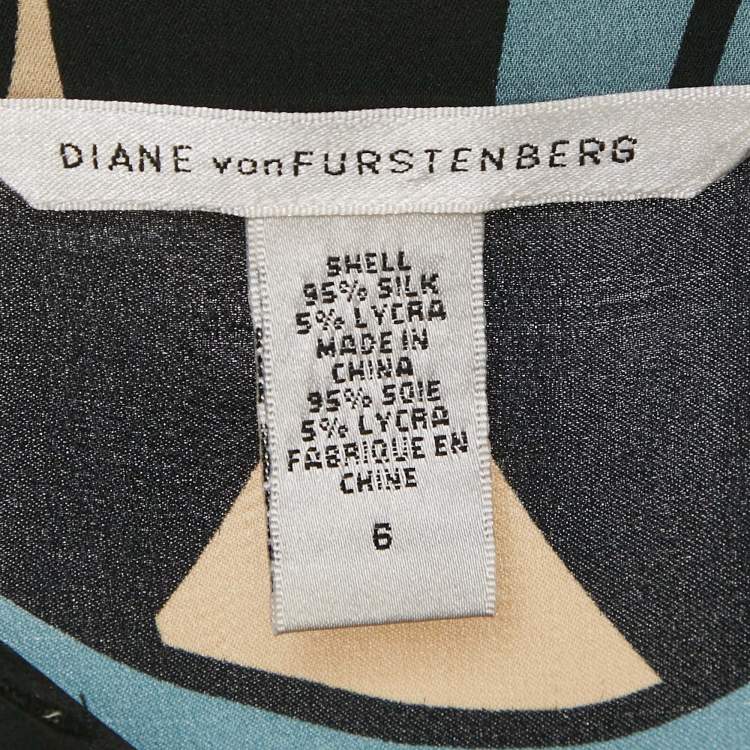 DIANE vonFURSTENBERG
SHELL
95% SILK
5% LYCRA
MADE IN
CHINA
95% SOIE
5% LYCRA
FABRIQUE EN
CHINE
6